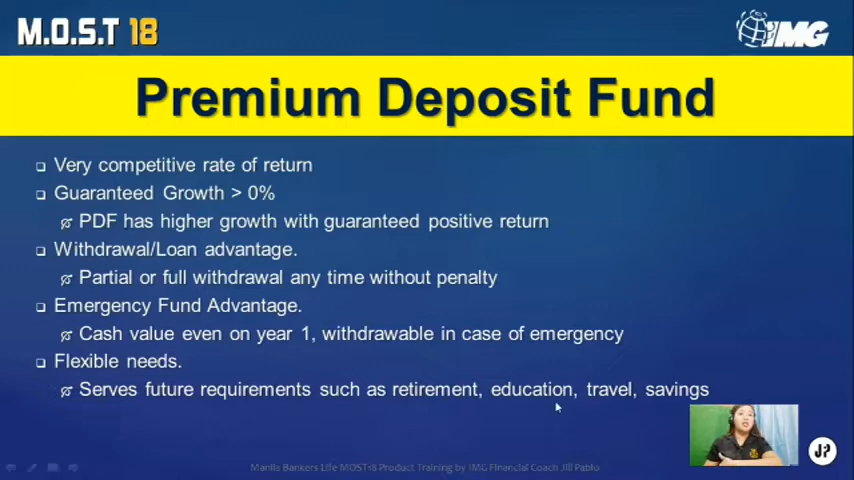 M.O.S.T 18
IMG
Premium Deposit Fund
Very competitive rate of return
Guaranteed Growth > 0%
PDF has higher growth with guaranteed positive return
Withdrawal/Loan advantage.
Partial or full withdrawal any time without penalty
Emergency Fund Advantage.
Cash value even on year 1, withdrawable in case of emergency
Flexible needs.
Serves future requirements such as retirement, education, travel, savings
JP
Manila Bankers Life MOST18 Product Training by IMG Financial Coach Jill Pablo